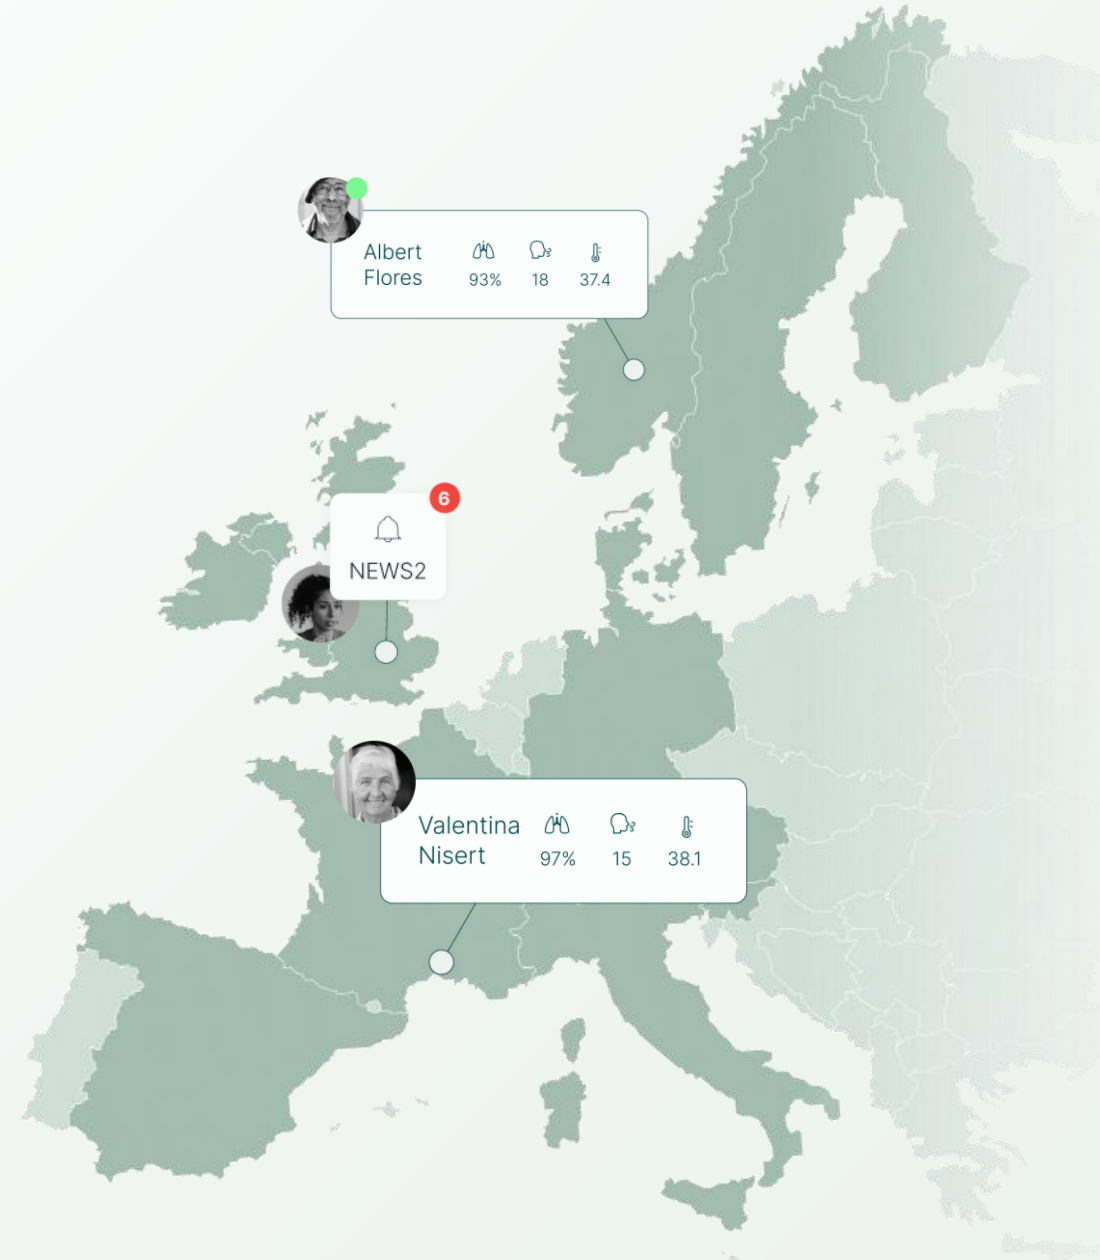 Albert
Flores
93% 18 37.4
6
NEWS2
Valentina
Nisert
97% 15 38.1